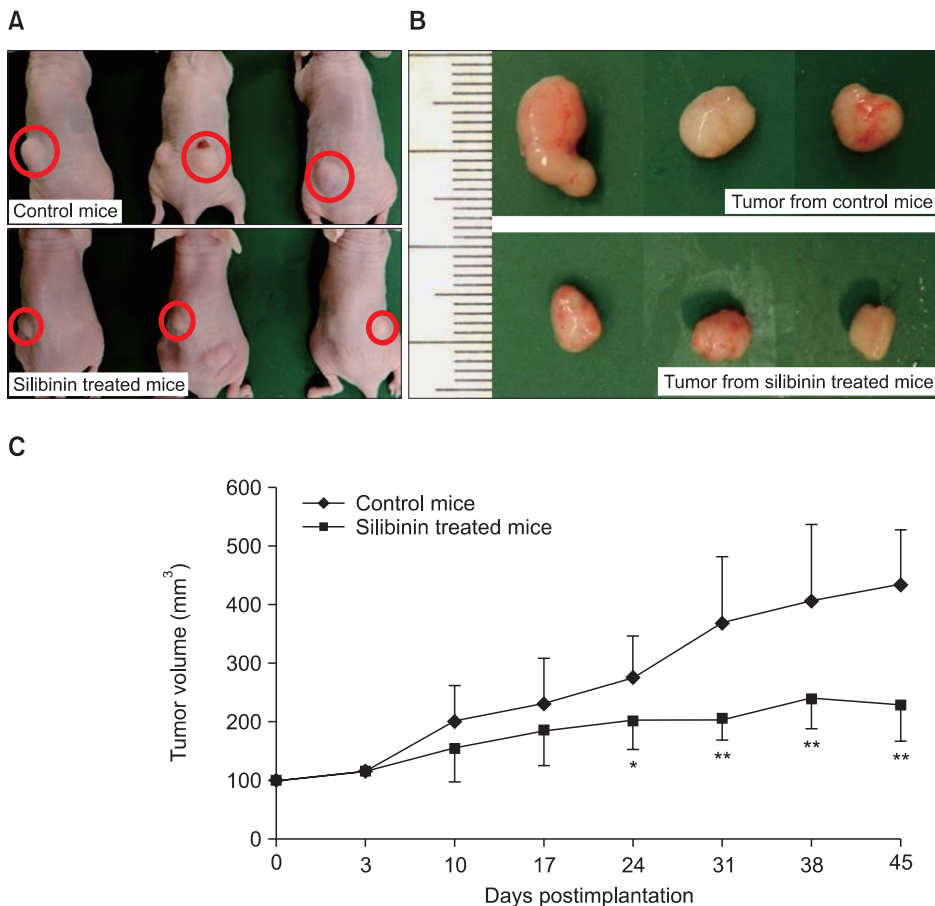 A
B
Control mice
Silibinin treated mice
Tumor from control mice
Tumor from silibinin treated mice
C
600
500
400
300
200
100
0
Tumor volume (mm³)
Control mice
Silibinin treated mice
*
**
**
**
0 3 10 17 24 31 38 45
Days postimplantation